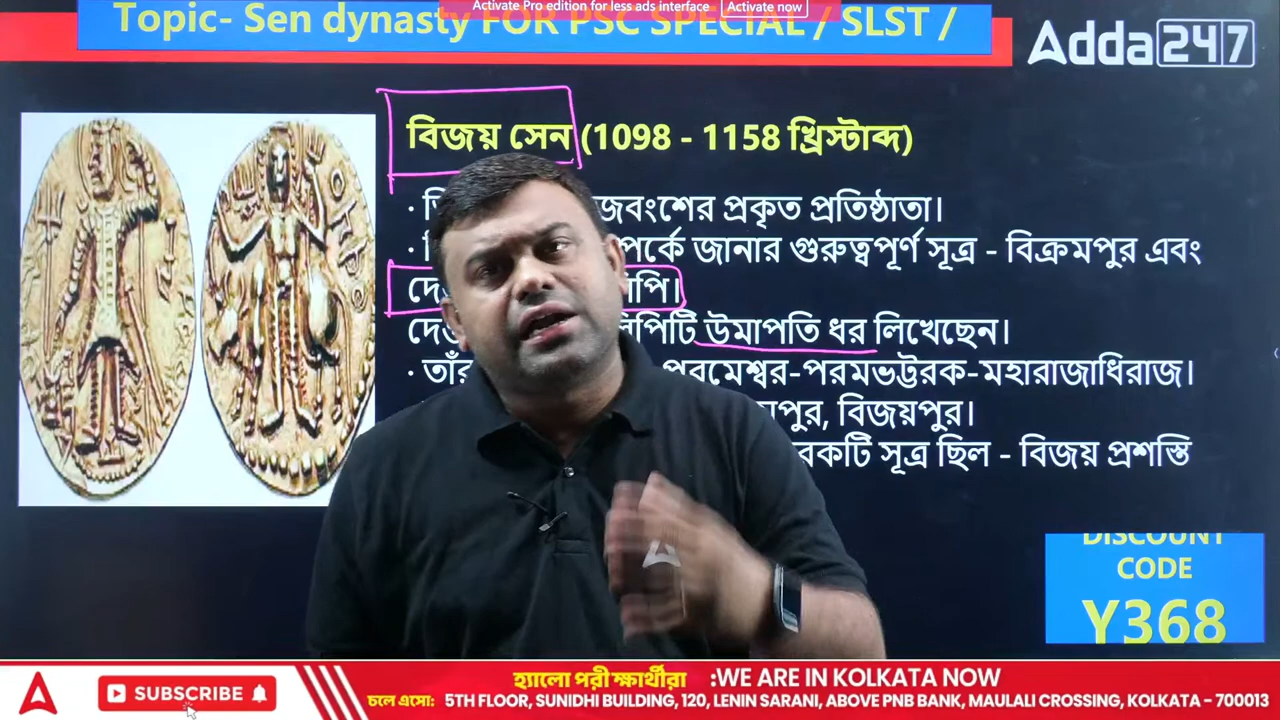 Activate Pro edition for less ads interface Activate now
Topic- Sen dynasty FOR PSC SPECIAL / SLST /
Adda247
বিজয় সেন (1098 - 1158 খ্রিস্টাব্দ)
জবংশের প্রকৃত প্রতিষ্ঠাতা।
পর্কে জানার গুরুত্বপূর্ণ সূত্র - বিক্রমপুর এবং
পি।
লিপিটি উমাপতি ধর লিখেছেন।
· তাঁর পরমেশ্বর-পরমভট্টরক-মহারাজাধিরাজ।
মপুর, বিজয়পুর।
রকটি সূত্র ছিল - বিজয় প্রশস্তি
DISCOUNT
CODE
Y368
হ্যালো পরীক্ষার্থীরা :WE ARE IN KOLKATA NOW
SUBSCRIBE
চলে এসো: 5TH FLOOR, SUNIDHI BUILDING, 120, LENIN SARANI, ABOVE PNB BANK, MAULALI CROSSING, KOLKATA - 700013